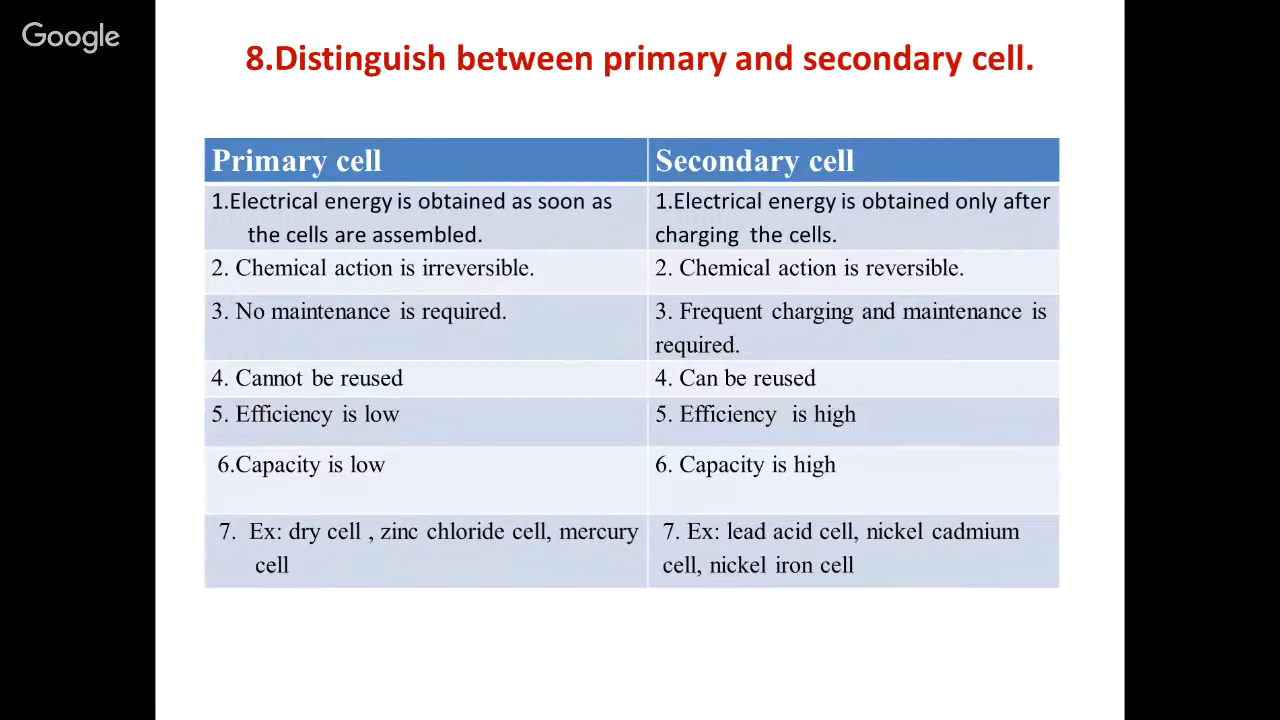 Google
8.Distinguish between primary and secondary cell.
Primary cell
Secondary cell
1.Electrical energy is obtained as soon as
the cells are assembled.
1.Electrical energy is obtained only after
charging the cells.
2. Chemical action is irreversible.
2. Chemical action is reversible.
3. No maintenance is required.
3. Frequent charging and maintenance is
required.
4. Cannot be reused
4. Can be reused
5. Efficiency is low
5. Efficiency is high
6.Capacity is low
6. Capacity is high
7. Ex: dry cell , zinc chloride cell, mercury
cell
7. Ex: lead acid cell, nickel cadmium
cell, nickel iron cell